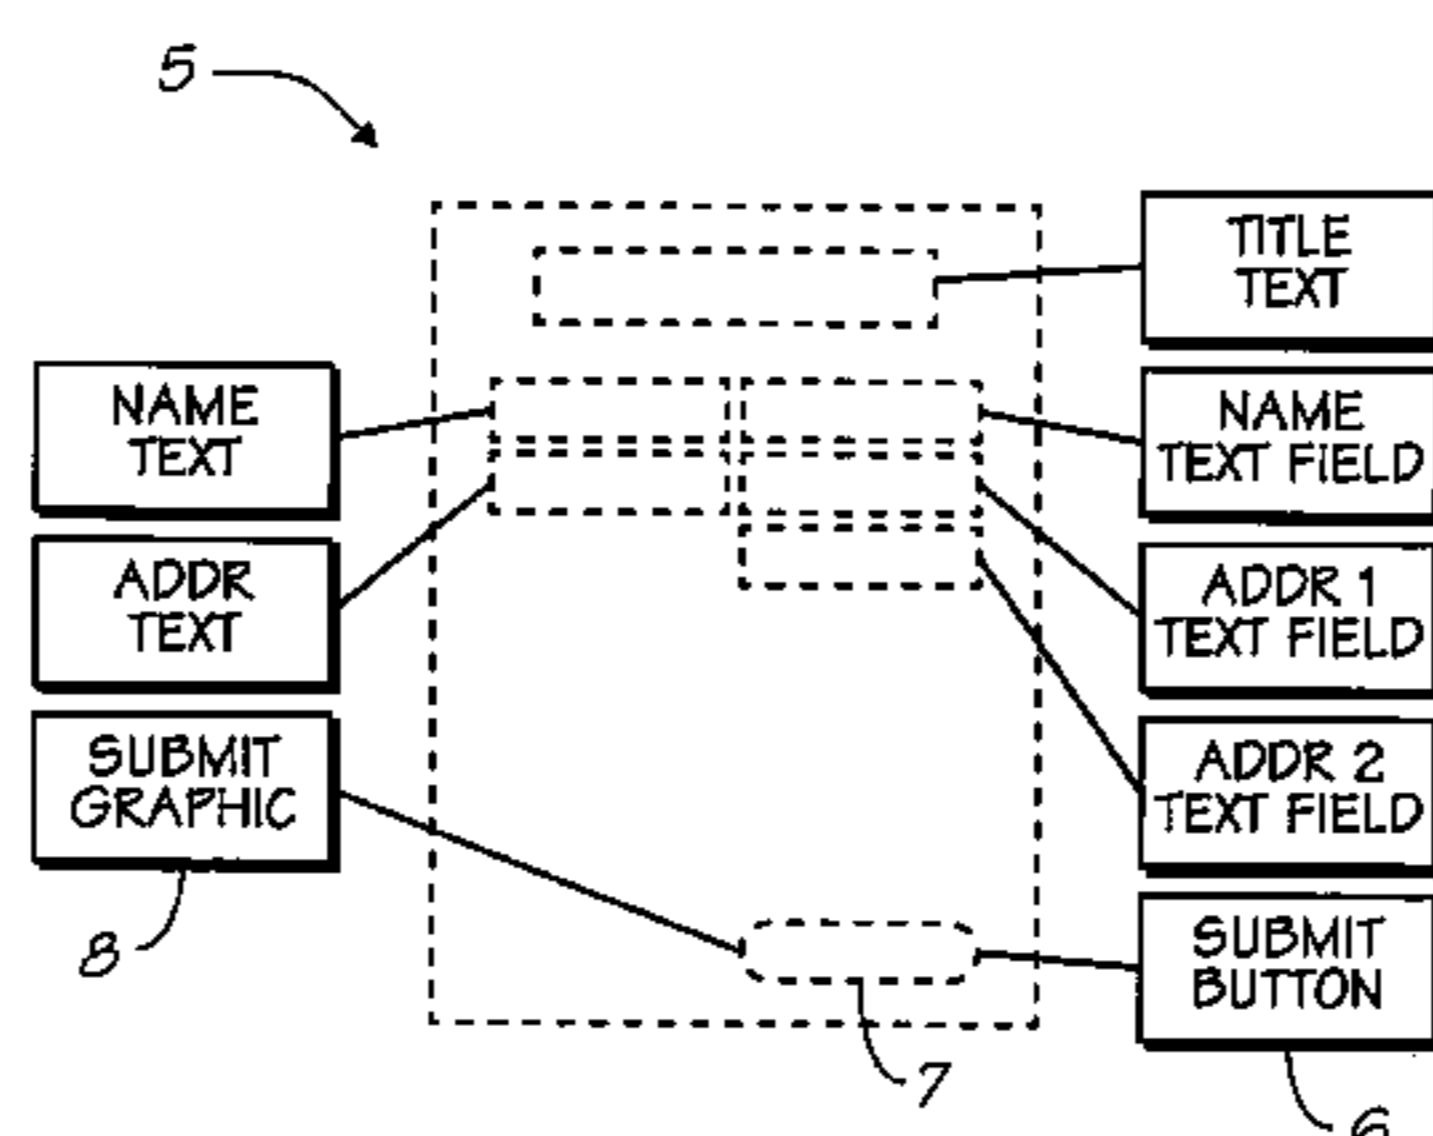 5
TITLE
TEXT
NAME
TEXT
NAME
TEXT FIELD
ADDR
TEXT
ADDR 1
TEXT FIELD
SUBMIT
GRAPHIC
ADDR 2
TEXT FIELD
8
SUBMIT
BUTTON
7
6